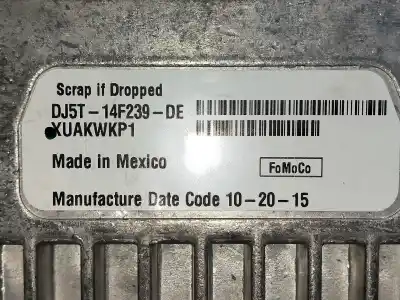 Scrap if Dropped
DJ5T-14F239-DE
XUAKWKP1
Made in Mexico
FoMoCo
Manufacture Date Code 10-20-15